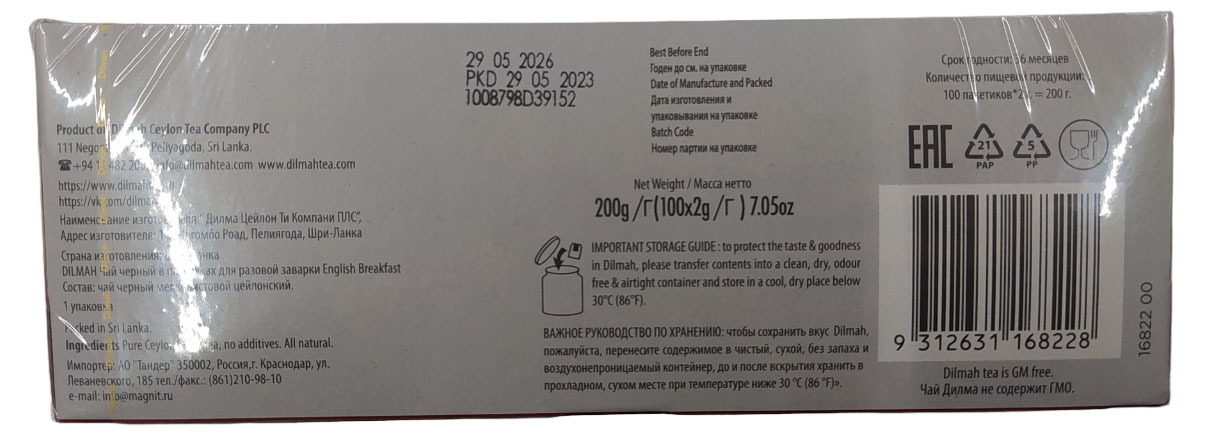 Product of Dilmah Ceylon Tea Company PLC
111 Peliyagoda, Sri Lanka.
info@dilmahtea.com www.dilmahtea.com
https://www.
Наименование "Дилма Цейлон Ти Компани ПЛС",
Адрес изготовителя: Роад, Пелиягода, Шри-Ланка
Страна изготовления:
DILMAH Чай черный в для разовой заварки English Breakfast
Состав: чай черный цейлонский.
1 упаковка
Packed in Sri Lanka.
Ingredients Pure no additives. All natural.
Импортер: АО "Тандер" 350002, Россия,г. Краснодар, ул.
Леваневского, 185 тел./факс.: (861)210-98-10
e-mail: info@magnit.ru
29 05 2026
PKD 29 05 2023
1008798D39152
Best Before End
Годен до см. на упаковке
Date of Manufacture and Packed
Дата изготовления и
упаковывания на упаковке
Batch Code
Номер партии на упаковке
Net Weight / Масса нетто
200g /Г (100x2g /Г ) 7.05oz
IMPORTANT STORAGE GUIDE : to protect the taste & goodness
in Dilmah, please transfer contents into a clean, dry, odour
free & airtight container and store in a cool, dry place below
30°C (86°F).
ВАЖНОЕ РУКОВОДСТВО ПО ХРАНЕНИЮ: чтобы сохранить вкус Dilmah,
пожалуйста, перенесите содержимое в чистый, сухой, без запаха и
воздухонепроницаемый контейнер, до и после вскрытия хранить в
прохладном, сухом месте при температуре ниже 30 °C (86 °F)».
Срок годности: 36 месяцев
Количество пищевой продукции:
100 пакетиков*2 г. = 200 г.
EAC 21 PAP 5 PP
9 312631 168228
16822 00
Dilmah tea is GM free.
Чай Дилма не содержит ГМО.